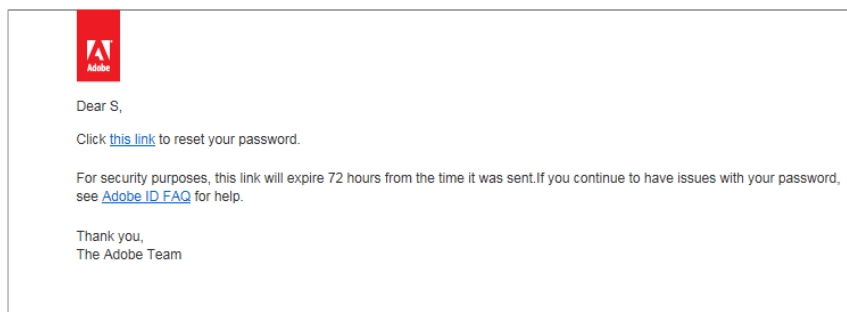 Adobe
Dear S,
Click this link to reset your password.
For security purposes, this link will expire 72 hours from the time it was sent.If you continue to have issues with your password,
see Adobe ID FAQ for help.
Thank you,
The Adobe Team